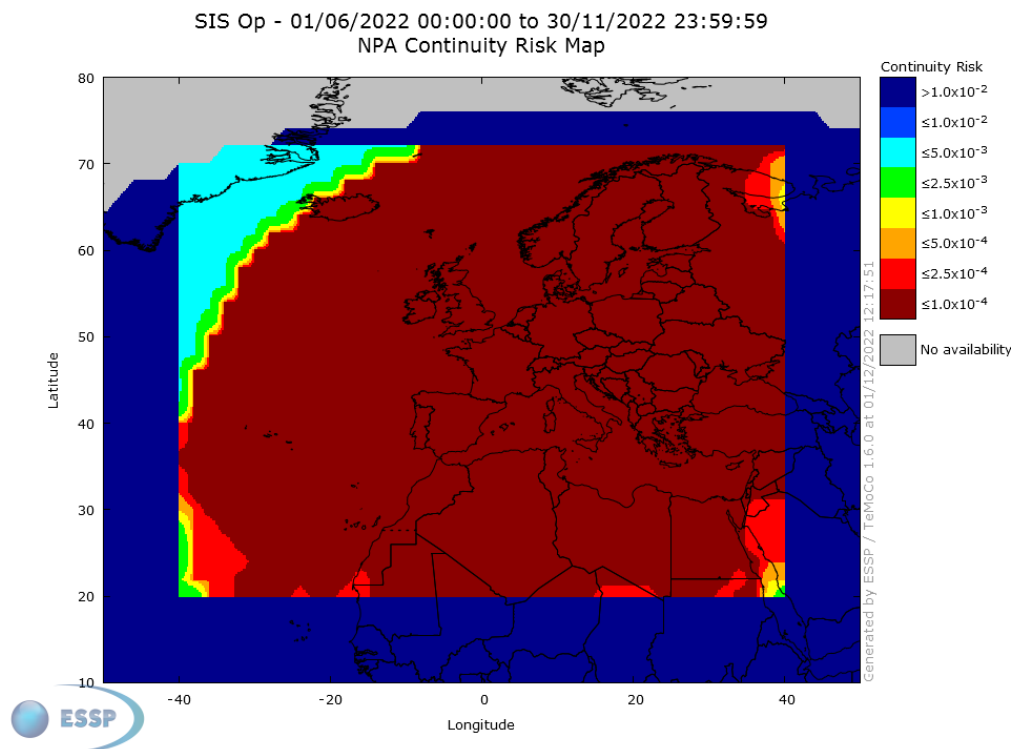 SIS Op - 01/06/2022 00:00:00 to 30/11/2022 23:59:59
NPA Continuity Risk Map
Continuity Risk
>1.0x10⁻²
≤1.0x10⁻²
≤5.0x10⁻³
≤2.5x10⁻³
≤1.0x10⁻³
≤5.0x10⁻⁴
≤2.5x10⁻⁴
≤1.0x10⁻⁴
No availability
Generated by ESSP / TeMoCo 1.6.0 at 01/12/2022 12:17:51
Latitude
80
70
60
50
40
30
20
10
-40 -20 0 20 40
Longitude
ESSP